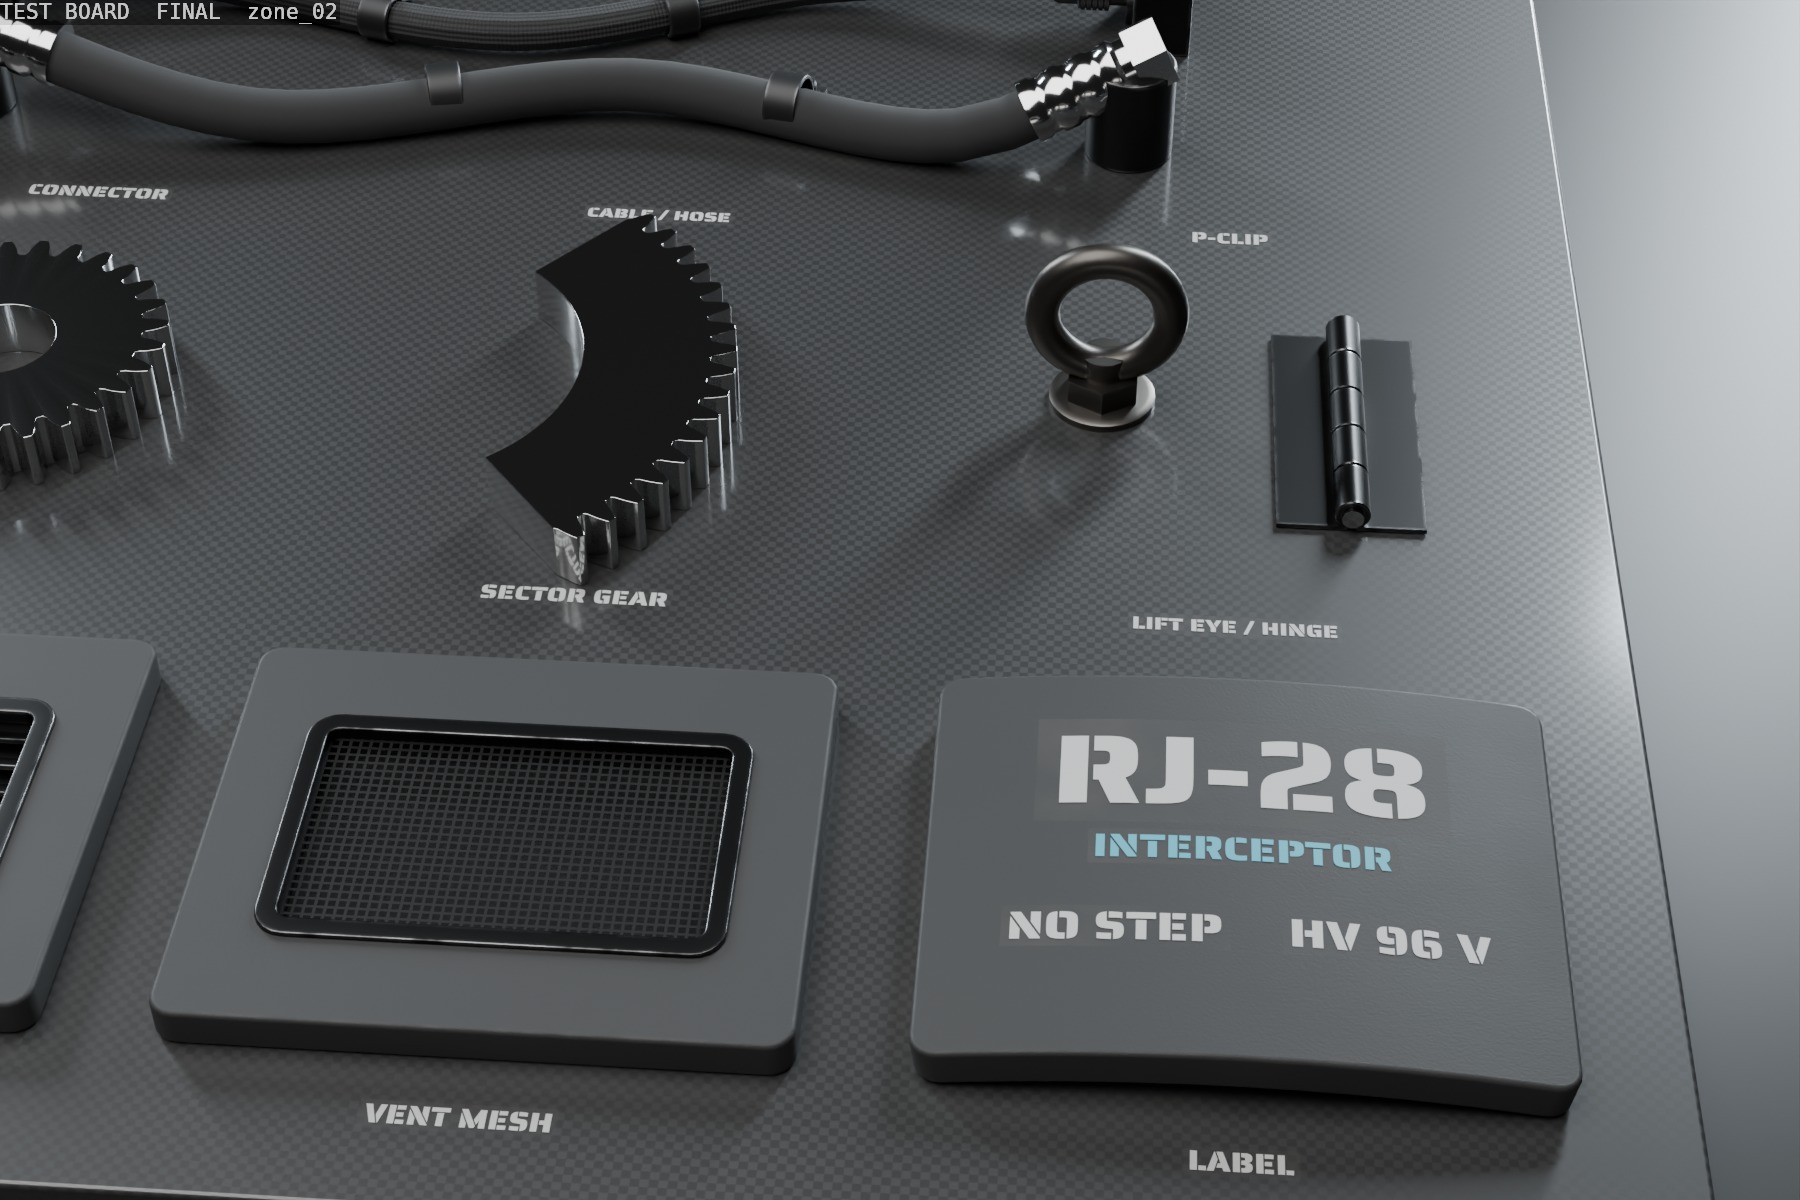 TEST BOARD  FINAL  zone_02
CONNECTOR
CABLE / HOSE
P-CLIP
SECTOR GEAR
LIFT EYE / HINGE
RJ-28
INTERCEPTOR
NO STEP
HV 96 V
VENT MESH
LABEL